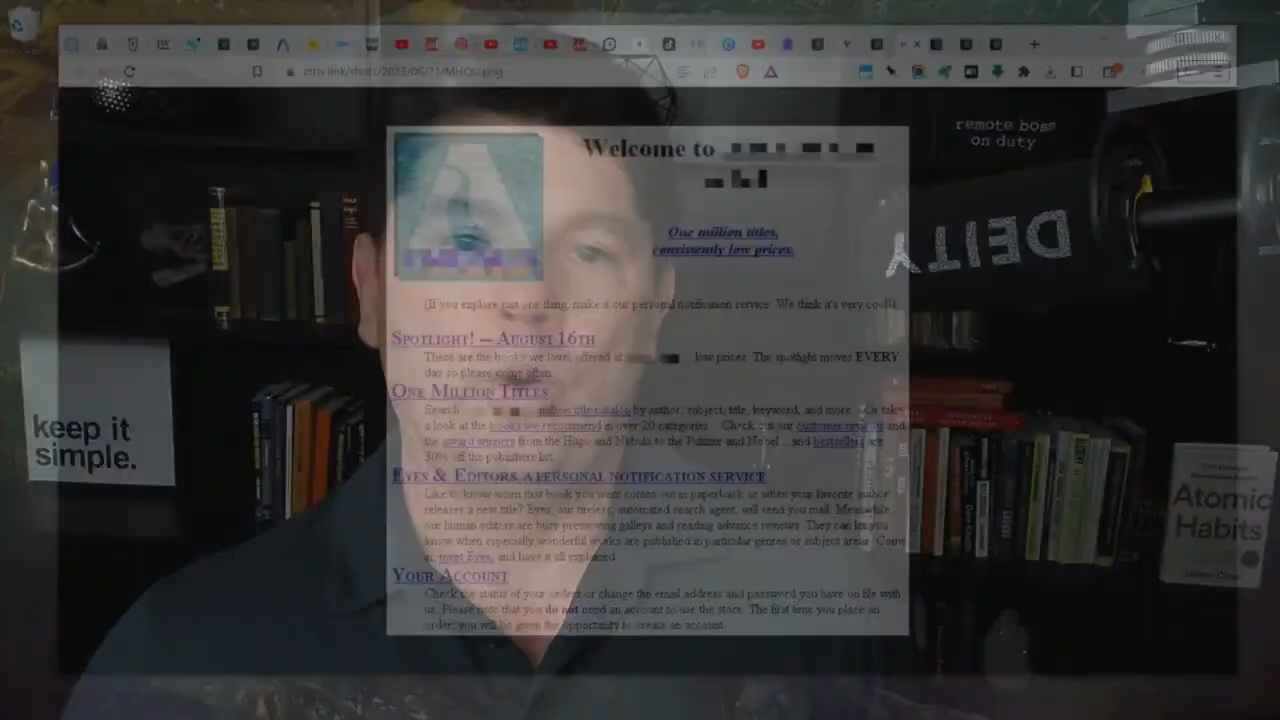 Welcome to
One million titles,
consistently low prices.
(If you explore just one thing, make it our personal notification service. We think it's very cool!)
SPOTLIGHT! -- AUGUST 16TH
These are the books we love, offered at low prices. The spotlight moves EVERY
day so please come often.
ONE MILLION TITLES
Search million title catalog by author, subject, title, keyword, and more... Or take
a look at the books we recommend in over 20 categories... Check out our customer reviews and
the award winners from the Hugo and Nebula to the Pulitzer and Nobel... and bestsellers are
30% off the publishers list...
EYES & EDITORS A PERSONAL NOTIFICATION SERVICE
Like to know when that book you want comes out in paperback or when your favorite author
releases a new title? Eyes, our tireless, automated search agent, will send you mail. Meanwhile,
our human editors are busy previewing galleys and reading advance reviews. They can let you
know when especially wonderful works are published in particular genres or subject areas. Come
in, meet Eyes, and have it all explained.
YOUR ACCOUNT
Check the status of your orders or change the email address and password you have on file with
us. Please note that you do not need an account to use the store. The first time you place an
order, you will be given the opportunity to create an account.
remote boss
on duty
DEITY
keep it
simple.
Atomic
Habits
James Clear